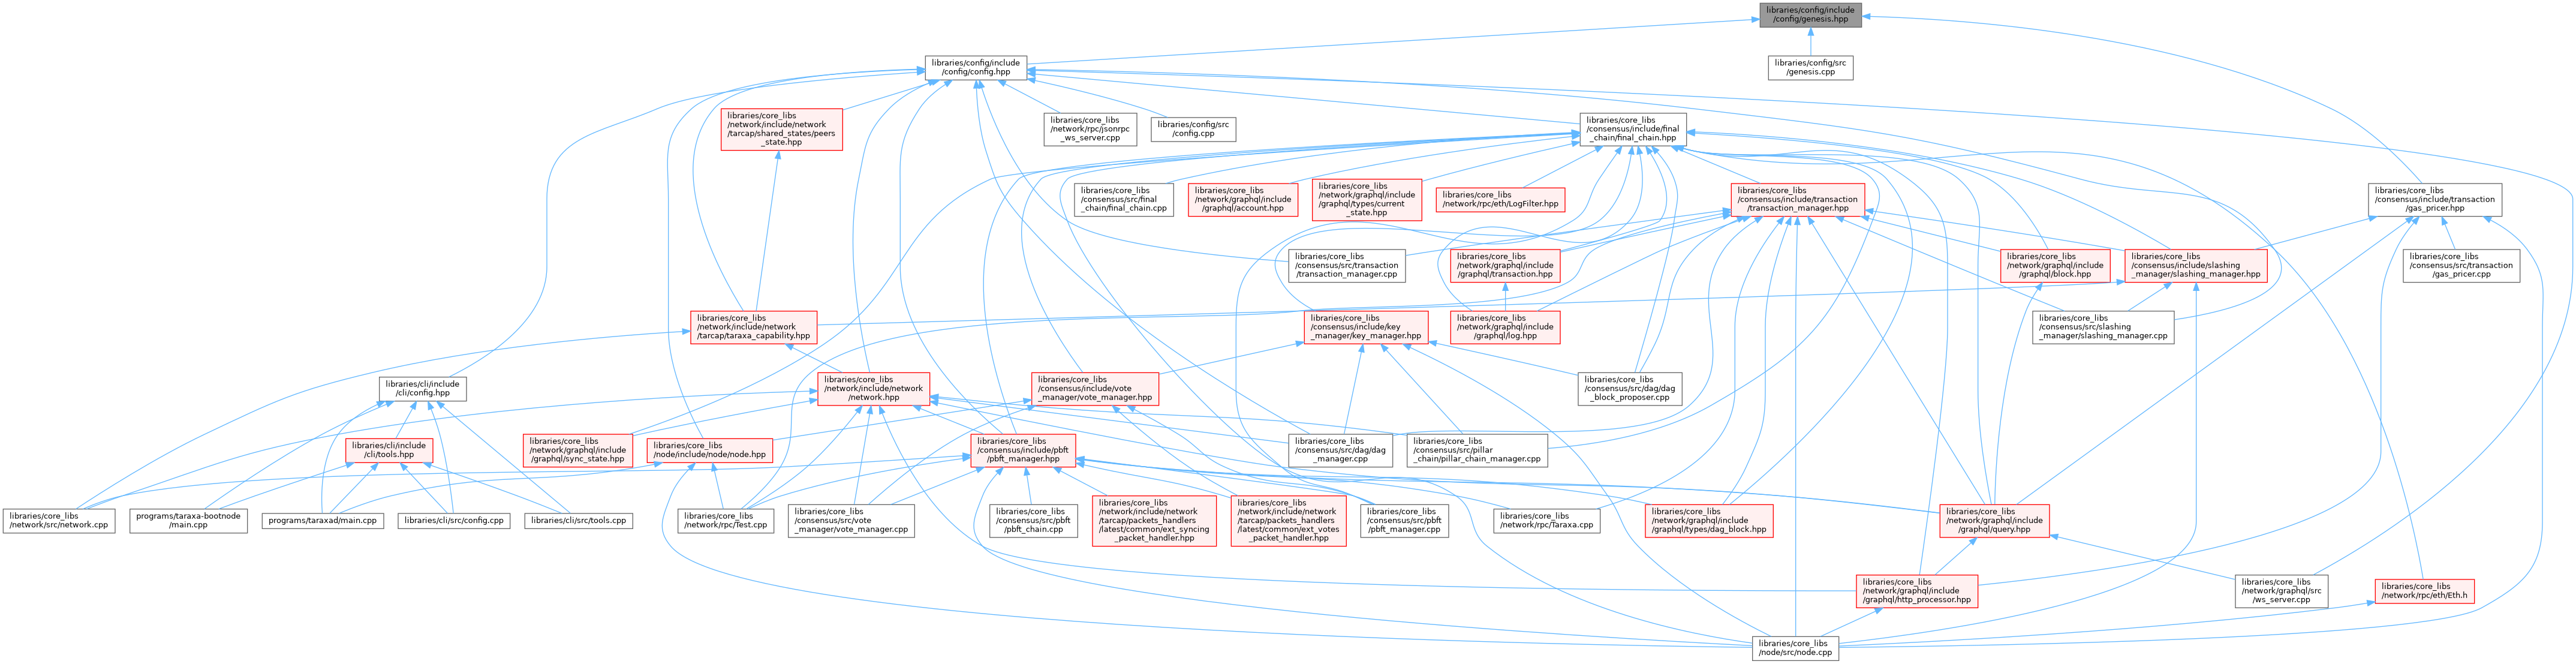 libraries/config/include
/config/genesis.hpp
libraries/config/include
/config/config.hpp
libraries/config/src
/genesis.cpp
libraries/core_libs
/network/include/network
/tarcap/shared_states/peers
_state.hpp
libraries/core_libs
/network/rpc/jsonrpc
_ws_server.cpp
libraries/config/src
/config.cpp
libraries/core_libs
/consensus/include/final
_chain/final_chain.hpp
libraries/core_libs
/consensus/src/final
_chain/final_chain.cpp
libraries/core_libs
/network/graphql/include
/graphql/account.hpp
libraries/core_libs
/network/graphql/include
/graphql/types/current
_state.hpp
libraries/core_libs
/network/rpc/eth/LogFilter.hpp
libraries/core_libs
/consensus/include/transaction
/transaction_manager.hpp
libraries/core_libs
/consensus/include/transaction
/gas_pricer.hpp
libraries/core_libs
/consensus/src/transaction
/transaction_manager.cpp
libraries/core_libs
/network/graphql/include
/graphql/transaction.hpp
libraries/core_libs
/network/graphql/include
/graphql/block.hpp
libraries/core_libs
/consensus/include/slashing
_manager/slashing_manager.hpp
libraries/core_libs
/consensus/src/transaction
/gas_pricer.cpp
libraries/core_libs
/network/include/network
/tarcap/taraxa_capability.hpp
libraries/core_libs
/consensus/include/key
_manager/key_manager.hpp
libraries/core_libs
/network/graphql/include
/graphql/log.hpp
libraries/core_libs
/consensus/src/slashing
_manager/slashing_manager.cpp
libraries/cli/include
/cli/config.hpp
libraries/core_libs
/network/include/network
/network.hpp
libraries/core_libs
/consensus/include/vote
_manager/vote_manager.hpp
libraries/core_libs
/consensus/src/dag/dag
_block_proposer.cpp
libraries/cli/include
/cli/tools.hpp
libraries/core_libs
/network/graphql/include
/graphql/sync_state.hpp
libraries/core_libs
/node/include/node/node.hpp
libraries/core_libs
/consensus/include/pbft
/pbft_manager.hpp
libraries/core_libs
/consensus/src/dag/dag
_manager.cpp
libraries/core_libs
/consensus/src/pillar
_chain/pillar_chain_manager.cpp
libraries/core_libs
/network/src/network.cpp
programs/taraxa-bootnode
/main.cpp
programs/taraxad/main.cpp
libraries/cli/src/config.cpp
libraries/cli/src/tools.cpp
libraries/core_libs
/network/rpc/Test.cpp
libraries/core_libs
/consensus/src/vote
_manager/vote_manager.cpp
libraries/core_libs
/consensus/src/pbft
/pbft_chain.cpp
libraries/core_libs
/network/include/network
/tarcap/packets_handlers
/latest/common/ext_syncing
_packet_handler.hpp
libraries/core_libs
/network/include/network
/tarcap/packets_handlers
/latest/common/ext_votes
_packet_handler.hpp
libraries/core_libs
/consensus/src/pbft
/pbft_manager.cpp
libraries/core_libs
/network/rpc/Taraxa.cpp
libraries/core_libs
/network/graphql/include
/graphql/types/dag_block.hpp
libraries/core_libs
/network/graphql/include
/graphql/query.hpp
libraries/core_libs
/network/graphql/include
/graphql/http_processor.hpp
libraries/core_libs
/network/graphql/src
/ws_server.cpp
libraries/core_libs
/network/rpc/eth/Eth.h
libraries/core_libs
/node/src/node.cpp